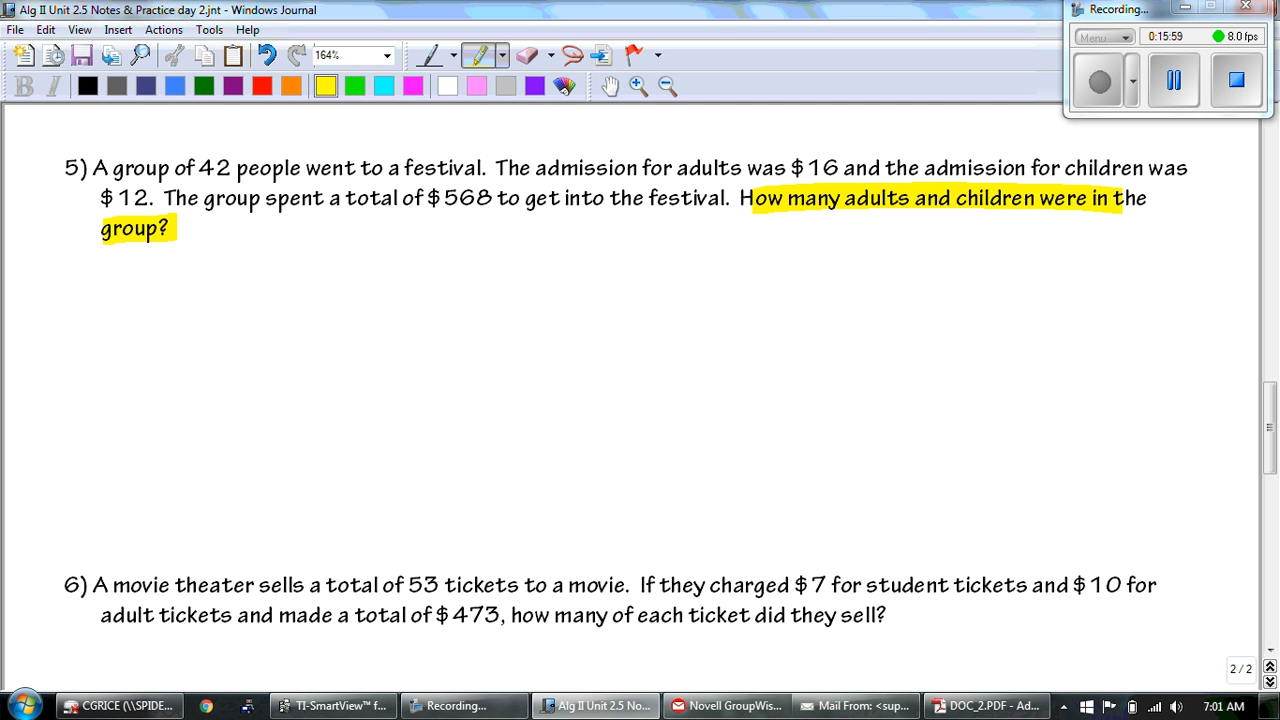 Alg II Unit 2.5 Notes & Practice day 2.jnt - Windows Journal
Recording...
File Edit View Insert Actions Tools Help
Menu 0:15:59 8.0 fps
164%
B I
5) A group of 42 people went to a festival. The admission for adults was $16 and the admission for children was
$12. The group spent a total of $568 to get into the festival. How many adults and children were in the
group?
6) A movie theater sells a total of 53 tickets to a movie. If they charged $7 for student tickets and $10 for
adult tickets and made a total of $473, how many of each ticket did they sell?
2 / 2
CGRICE (\\SPIDE... TI-SmartView™ f... Recording... Alg II Unit 2.5 No... Novell GroupWis... Mail From: <sup... DOC_2.PDF - Ad... 7:01 AM